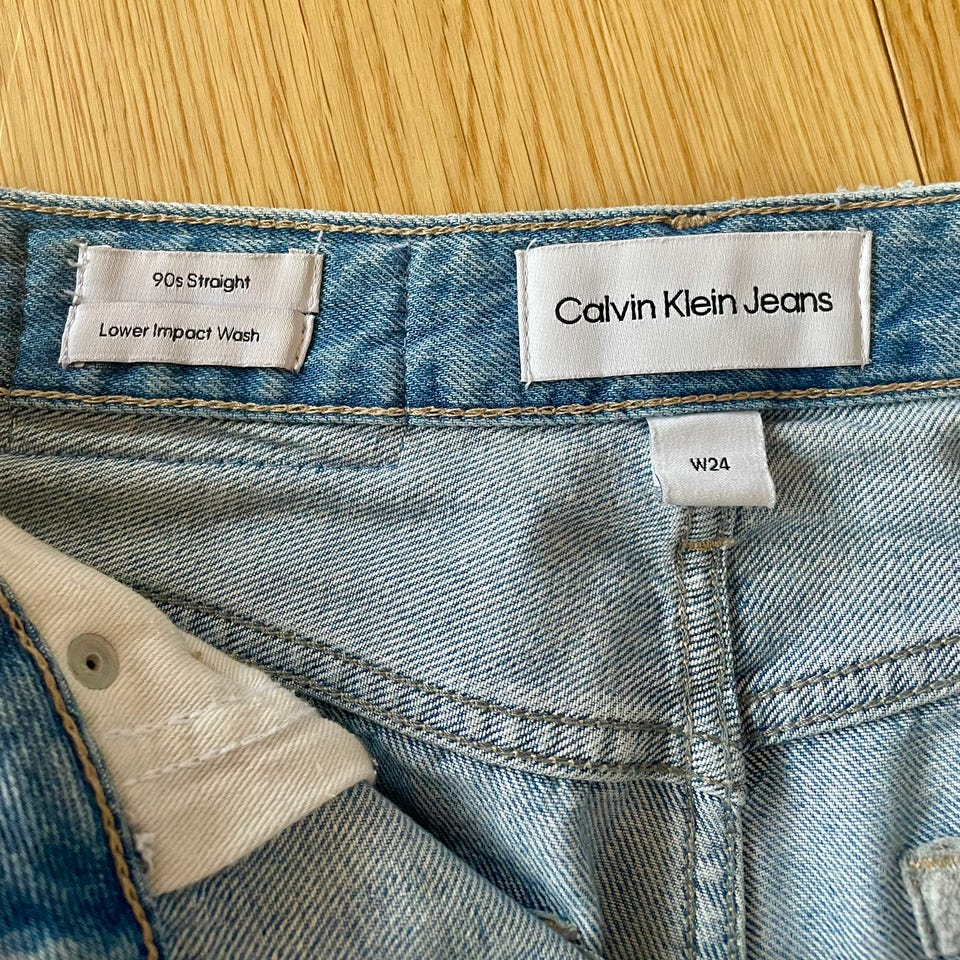 90s Straight
Lower Impact Wash
Calvin Klein Jeans
W24